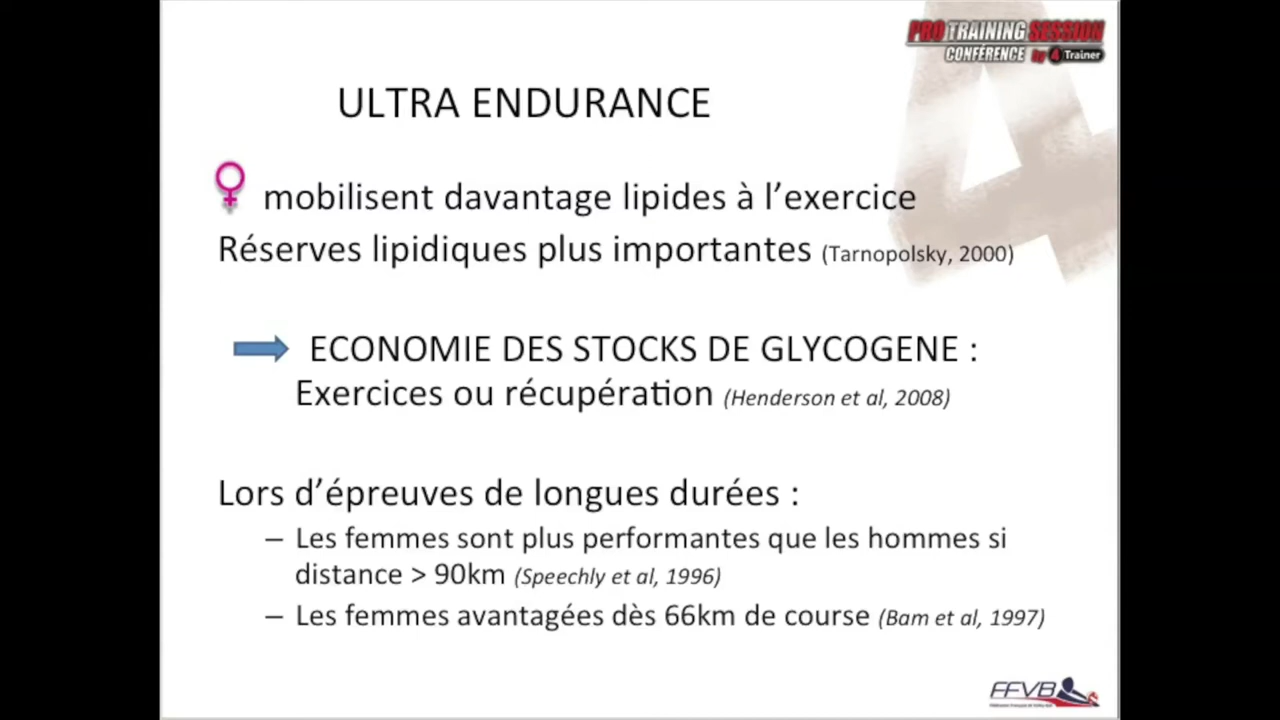 PRO TRAINING SESSION
CONFÉRENCE by 4 Trainer
ULTRA ENDURANCE
♀ mobilisent davantage lipides à l’exercice
Réserves lipidiques plus importantes (Tarnopolsky, 2000)
ECONOMIE DES STOCKS DE GLYCOGENE :
Exercices ou récupération (Henderson et al, 2008)
Lors d’épreuves de longues durées :
– Les femmes sont plus performantes que les hommes si
distance > 90km (Speechly et al, 1996)
– Les femmes avantagées dès 66km de course (Bam et al, 1997)
FFVB